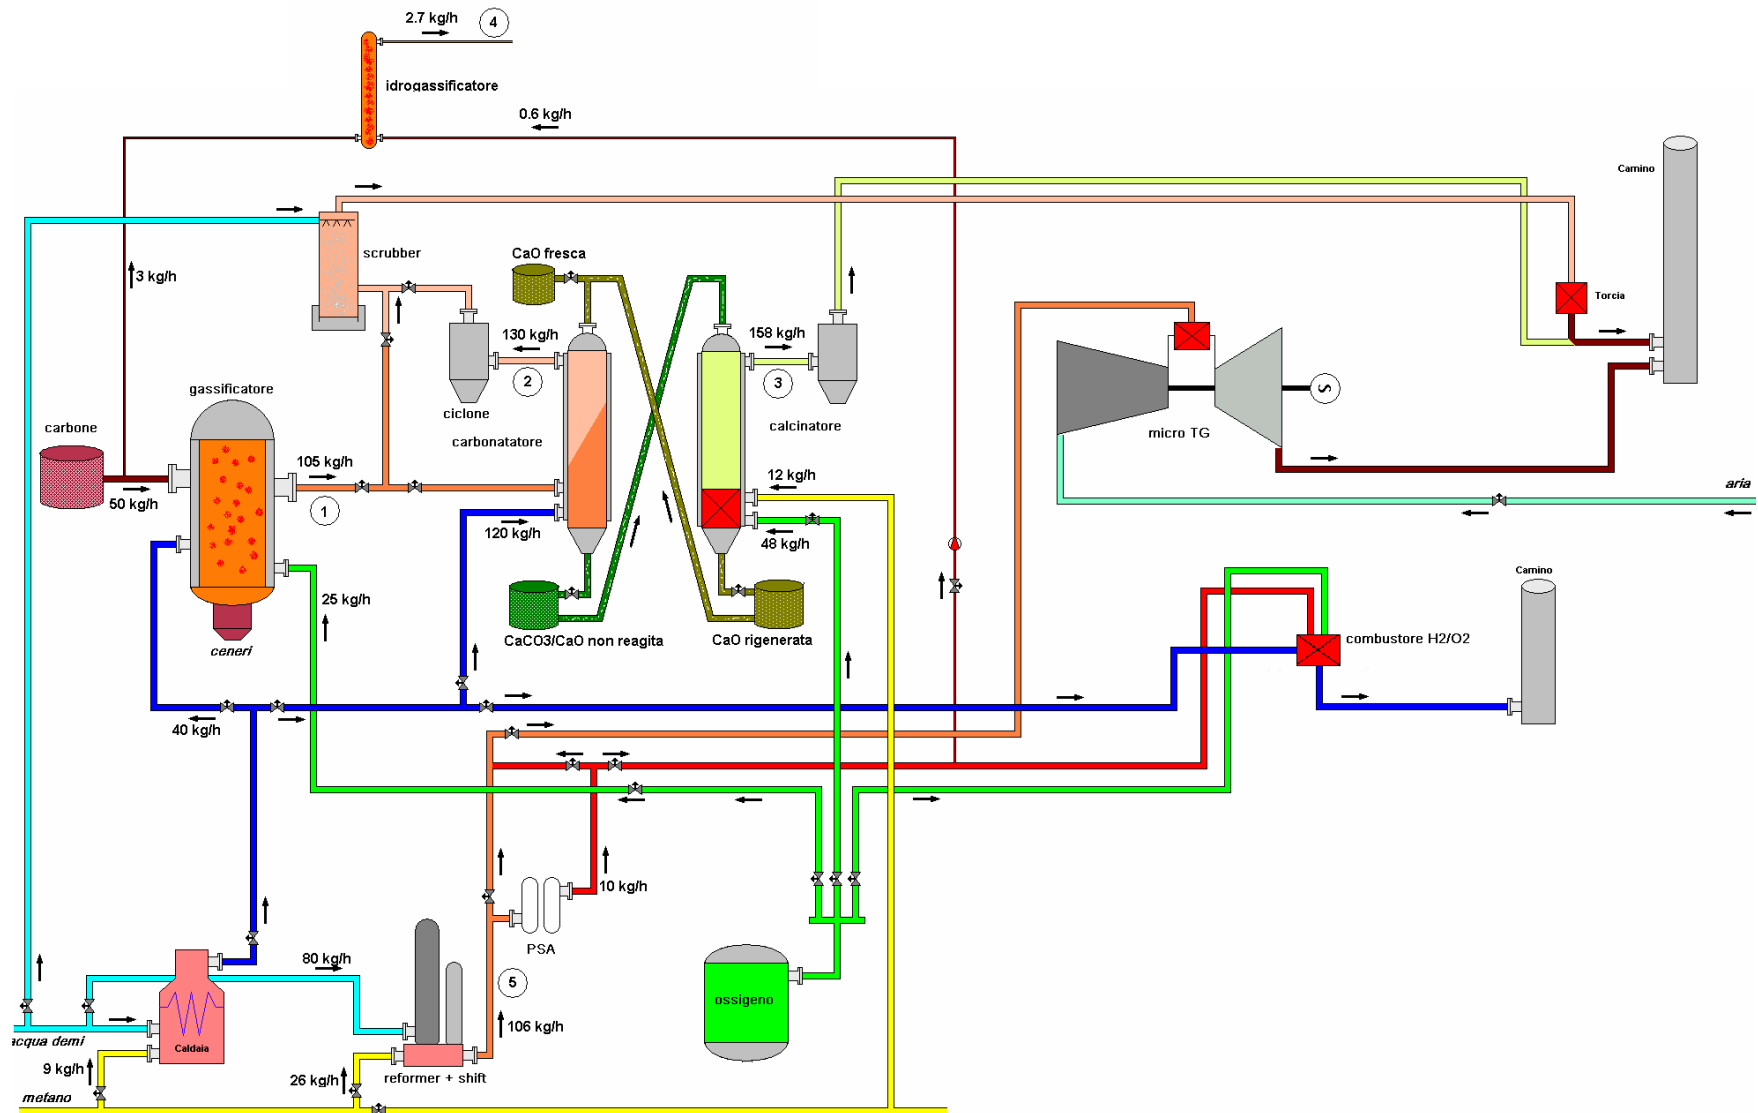 2.7 kg/h
4
idrogassificatore
0.6 kg/h
Camino
scrubber
CaO fresca
3 kg/h
Torcia
130 kg/h
158 kg/h
2
3
gassificatore
ciclone
carbonatatore
calcinatore
micro TG
S
carbone
105 kg/h
12 kg/h
aria
50 kg/h
1
120 kg/h
48 kg/h
Camino
25 kg/h
CaCO3/CaO non reagita
CaO rigenerata
combustore H2/O2
ceneri
40 kg/h
10 kg/h
PSA
80 kg/h
5
ossigeno
106 kg/h
acqua demi
Caldaia
9 kg/h
26 kg/h
reformer + shift
metano